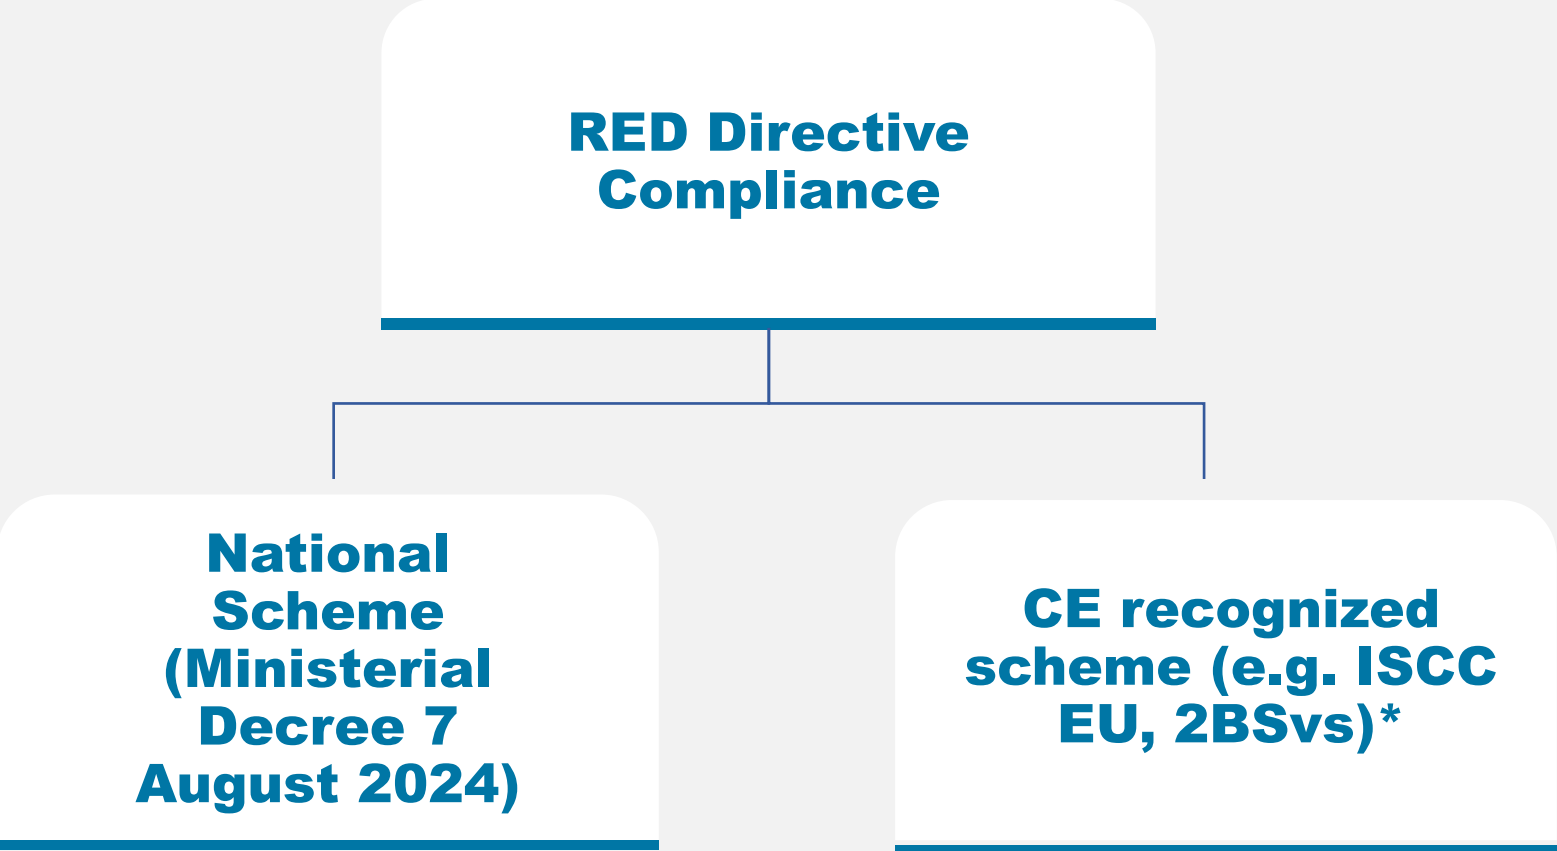 RED Directive
Compliance
National
Scheme
(Ministerial
Decree 7
August 2024)
CE recognized
scheme (e.g. ISCC
EU, 2BSvs)*